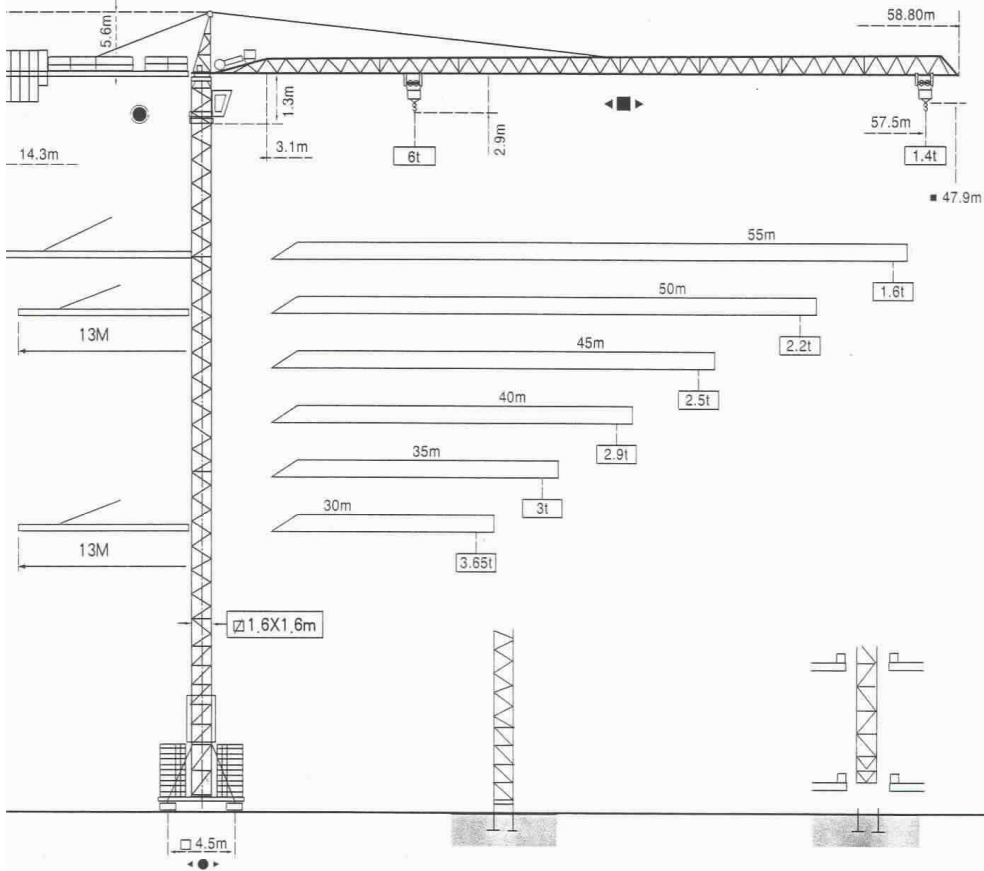 58.80m
5.6m
1.3m
3.1m
14.3m
6t
2.9m
57.5m
1.4t
■ 47.9m
55m
1.6t
50m
13M
2.2t
45m
2.5t
40m
2.9t
35m
3t
30m
13M
3.65t
1.6X1.6m
□ 4.5m